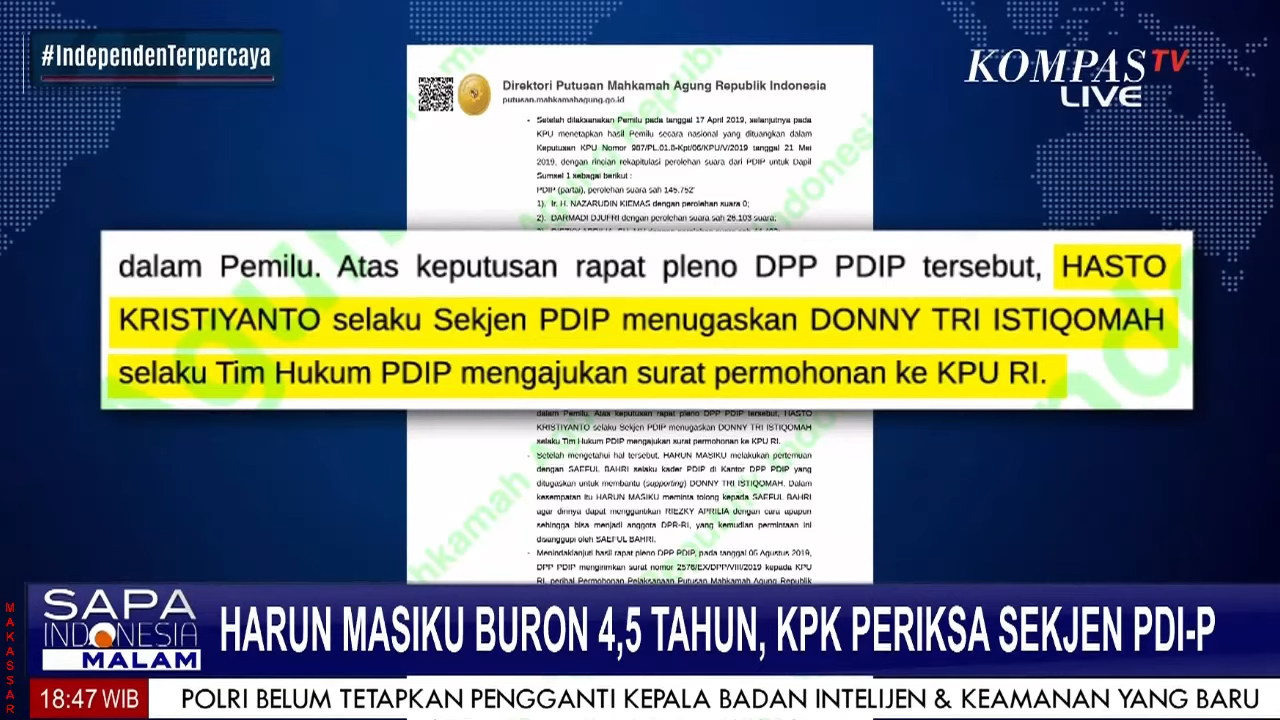 #IndependenTerpercaya
KOMPAS TV
LIVE
Direktori Putusan Mahkamah Agung Republik Indonesia
putusan.mahkamahagung.go.id
- Setelah dilaksanakan Pemilu pada tanggal 17 April 2019, selanjutnya pada
KPU menetapkan hasil Pemilu secara nasional yang dituangkan dalam
Keputusan KPU Nomor 987/PL.01.8-Kpt/06/KPU/V/2019 tanggal 21 Mei
2019, dengan rincian rekapitulasi perolehan suara dari PDIP untuk Dapil
Sumsel 1 sebagai berikut :
PDIP (partai), perolehan suara sah 145.752
1). Ir. H. NAZARUDIN KIEMAS dengan perolehan suara 0;
2). DARMADI DJUFRI dengan perolehan suara sah 26.103 suara;
dalam Pemilu. Atas keputusan rapat pleno DPP PDIP tersebut, HASTO
KRISTIYANTO selaku Sekjen PDIP menugaskan DONNY TRI ISTIQOMAH
selaku Tim Hukum PDIP mengajukan surat permohonan ke KPU RI.
dalam Pemilu. Atas keputusan rapat pleno DPP PDIP tersebut, HASTO
KRISTIYANTO selaku Sekjen PDIP menugaskan DONNY TRI ISTIQOMAH
selaku Tim Hukum PDIP mengajukan surat permohonan ke KPU RI.
- Setelah mengetahui hal tersebut, HARUN MASIKU melakukan pertemuan
dengan SAEFUL BAHRI selaku kader PDIP di Kantor DPP PDIP yang
ditugaskan untuk membantu (supporting) DONNY TRI ISTIQOMAH. Dalam
kesempatan itu HARUN MASIKU meminta tolong kepada SAEFUL BAHRI
agar dirinya dapat menggantikan RIEZKY APRILIA dengan cara apapun
sehingga bisa menjadi anggota DPR-RI, yang kemudian permintaan ini
disanggupi oleh SAEFUL BAHRI.
- Menindaklanjuti hasil rapat pleno DPP PDIP, pada tanggal 05 Agustus 2019,
DPP PDIP mengirimkan surat nomor 2576/EX/DPP/VIII/2019 kepada KPU
RI, perihal Permohonan Pelaksanaan Putusan Mahkamah Agung Republik
SAPA
INDONESIA
MALAM
HARUN MASIKU BURON 4,5 TAHUN, KPK PERIKSA SEKJEN PDI-P
MAKASSAR
18:47 WIB
POLRI BELUM TETAPKAN PENGGANTI KEPALA BADAN INTELIJEN & KEAMANAN YANG BARU